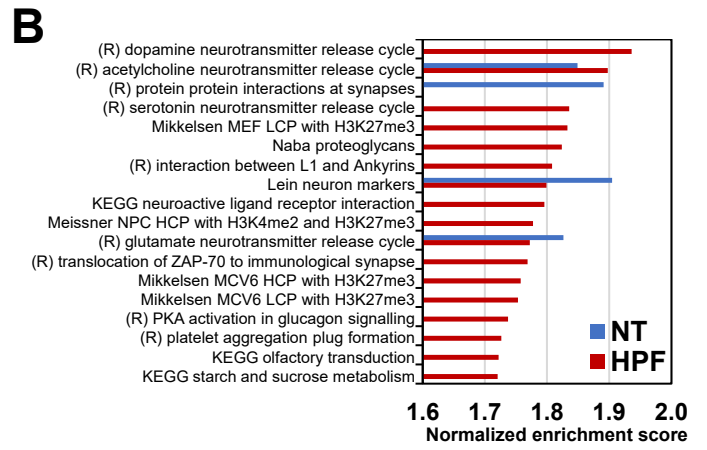 B
(R) dopamine neurotransmitter release cycle
(R) acetylcholine neurotransmitter release cycle
(R) protein protein interactions at synapses
(R) serotonin neurotransmitter release cycle
Mikkelsen MEF LCP with H3K27me3
Naba proteoglycans
(R) interaction between L1 and Ankyrins
Lein neuron markers
KEGG neuroactive ligand receptor interaction
Meissner NPC HCP with H3K4me2 and H3K27me3
(R) glutamate neurotransmitter release cycle
(R) translocation of ZAP-70 to immunological synapse
Mikkelsen MCV6 HCP with H3K27me3
Mikkelsen MCV6 LCP with H3K27me3
(R) PKA activation in glucagon signalling
(R) platelet aggregation plug formation
KEGG olfactory transduction
KEGG starch and sucrose metabolism
NT
HPF
1.6 1.7 1.8 1.9 2.0
Normalized enrichment score